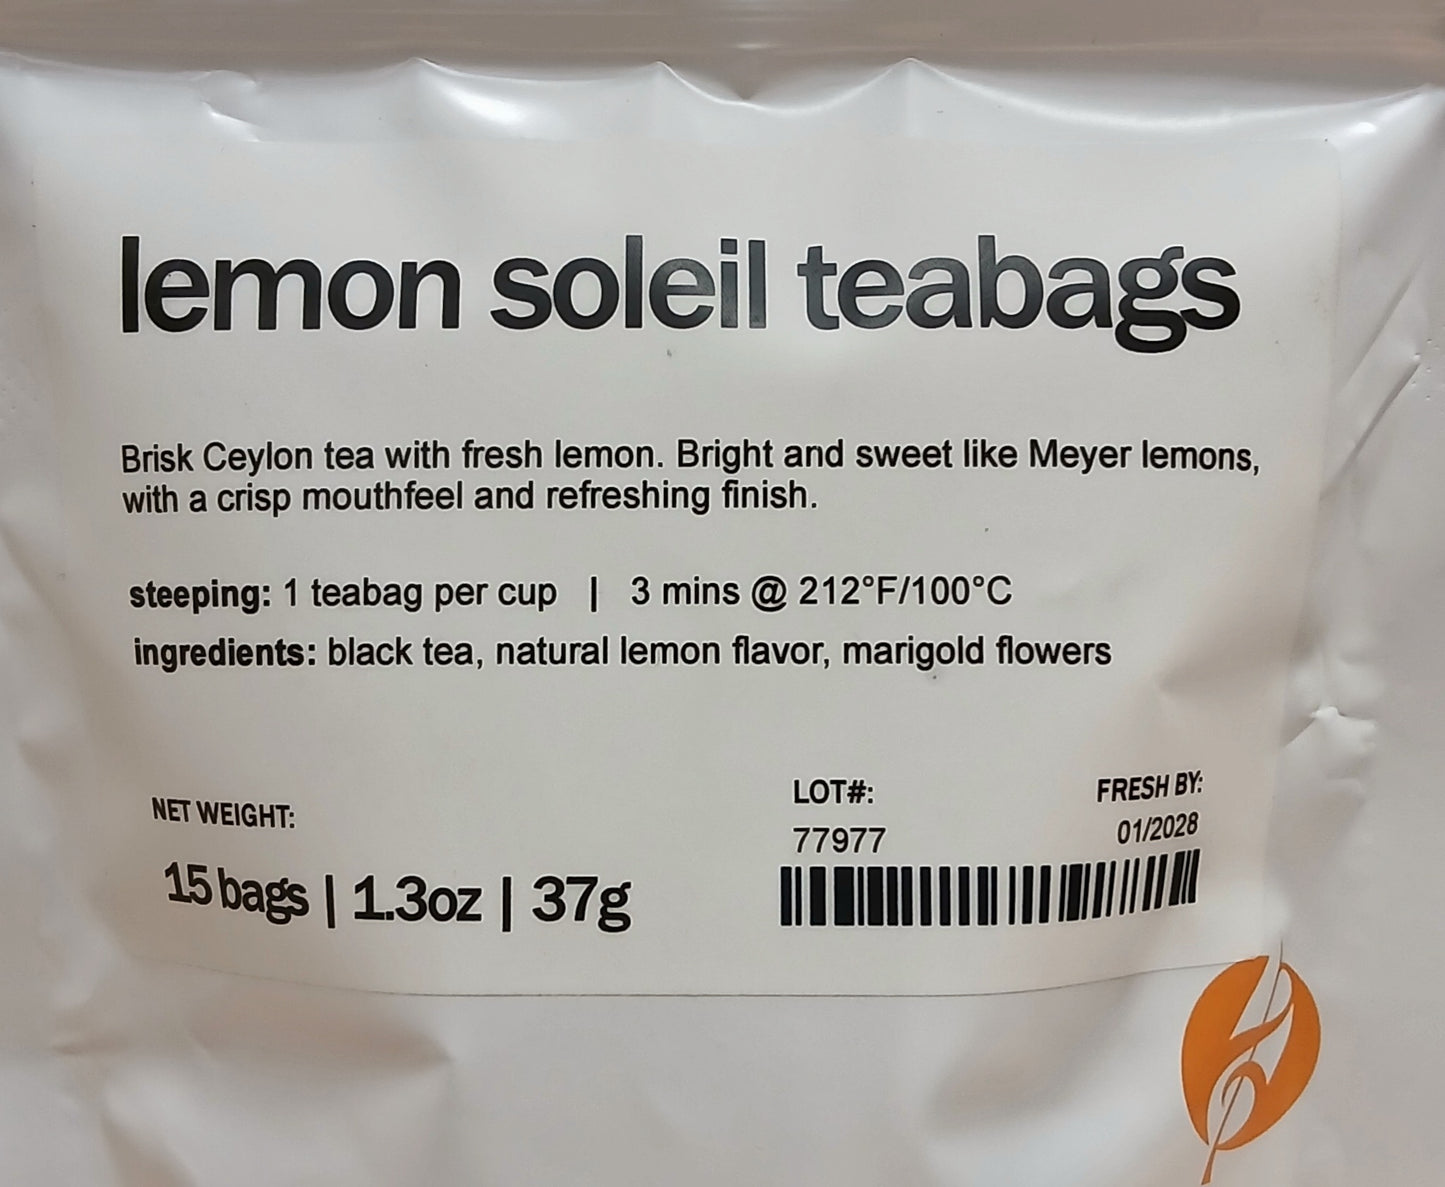 lemon soleil teabags
Brisk Ceylon tea with fresh lemon. Bright and sweet like Meyer lemons,
with a crisp mouthfeel and refreshing finish.
steeping: 1 teabag per cup | 3 mins @ 212°F/100°C
ingredients: black tea, natural lemon flavor, marigold flowers
NET WEIGHT:
15 bags | 1.3oz | 37g
LOT#:
77977
FRESH BY:
01/2028